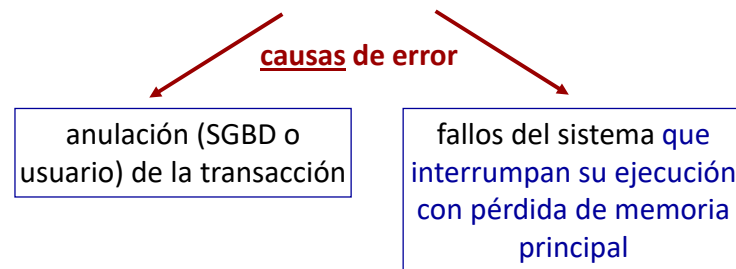 causas de error
anulación (SGBD o
usuario) de la transacción
fallos del sistema que
interrumpan su ejecución
con pérdida de memoria
principal